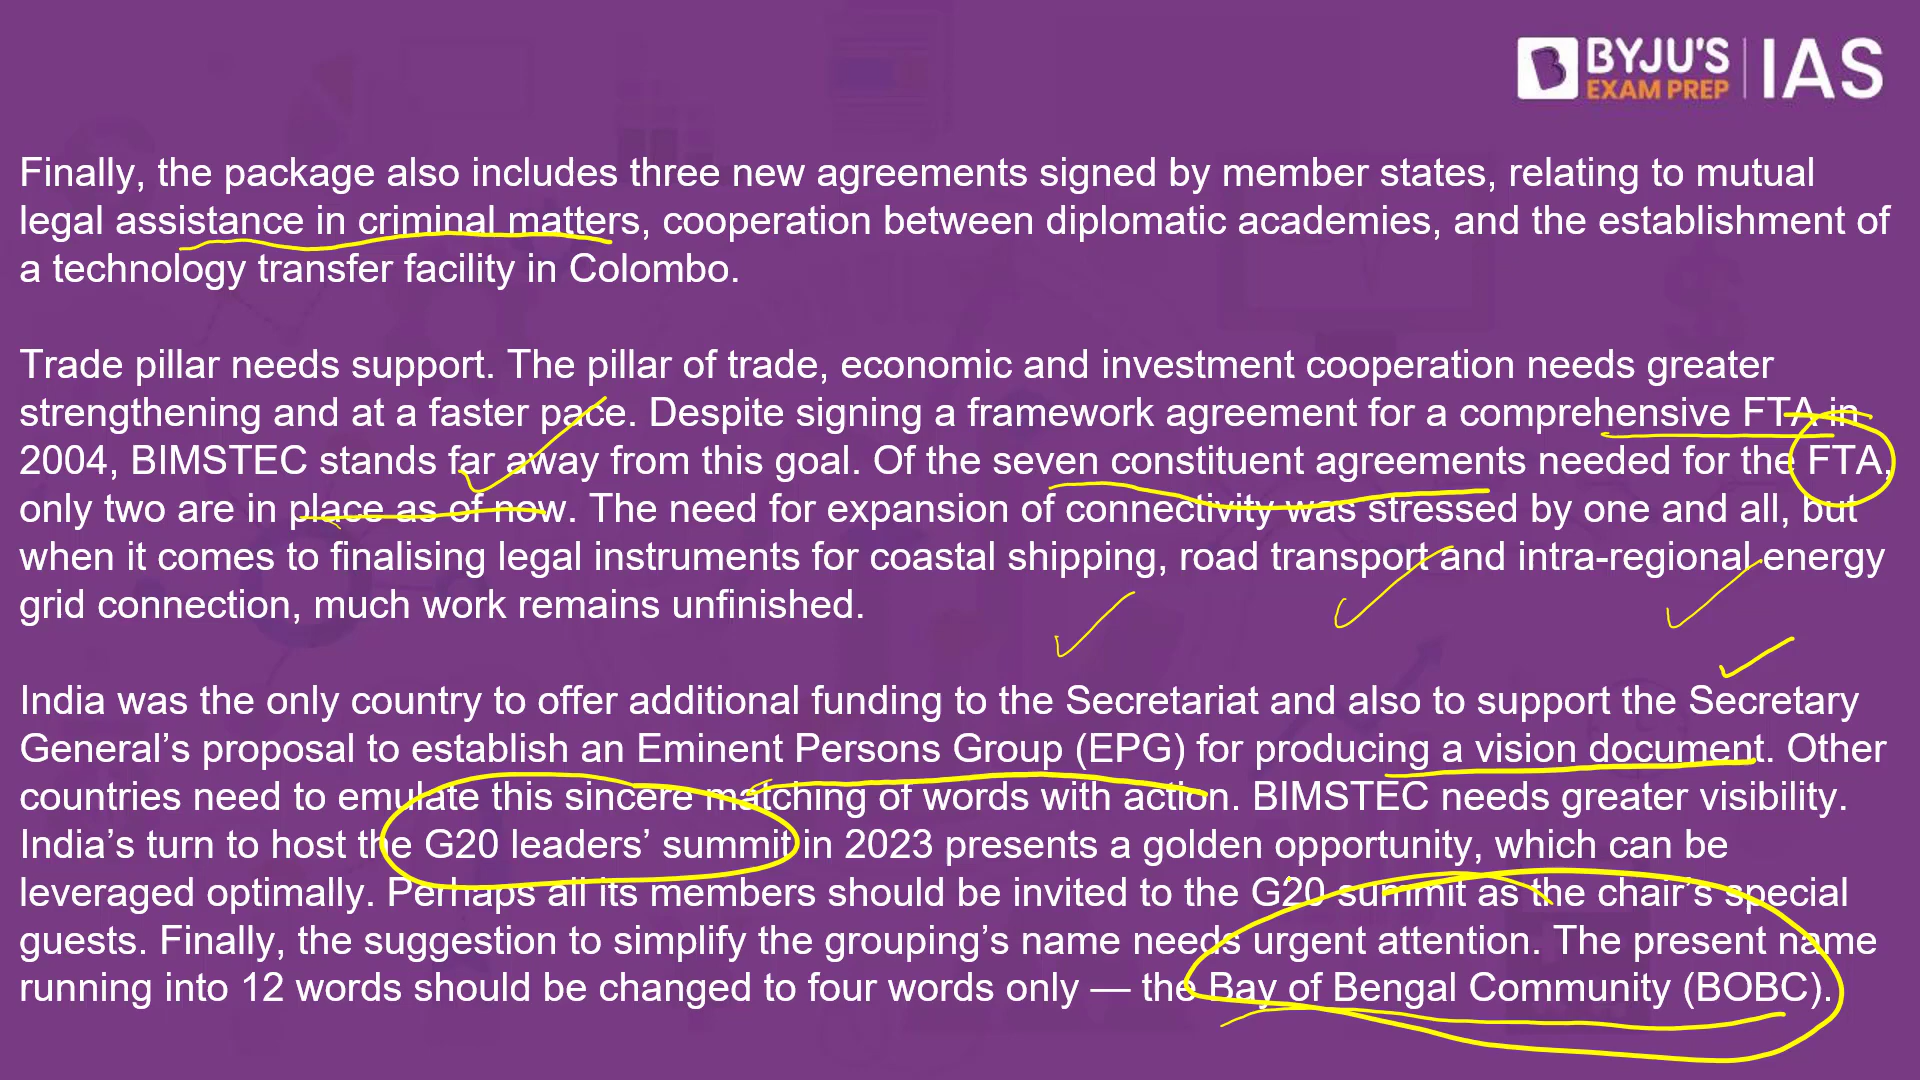 BYJU'S
EXAM PREP
IAS
Finally, the package also includes three new agreements signed by member states, relating to mutual
legal assistance in criminal matters, cooperation between diplomatic academies, and the establishment of
a technology transfer facility in Colombo.
Trade pillar needs support. The pillar of trade, economic and investment cooperation needs greater
strengthening and at a faster pace. Despite signing a framework agreement for a comprehensive FTA in
2004, BIMSTEC stands far away from this goal. Of the seven constituent agreements needed for the FTA,
only two are in place as of now. The need for expansion of connectivity was stressed by one and all, but
when it comes to finalising legal instruments for coastal shipping, road transport and intra-regional energy
grid connection, much work remains unfinished.
India was the only country to offer additional funding to the Secretariat and also to support the Secretary
General’s proposal to establish an Eminent Persons Group (EPG) for producing a vision document. Other
countries need to emulate this sincere matching of words with action. BIMSTEC needs greater visibility.
India’s turn to host the G20 leaders’ summit in 2023 presents a golden opportunity, which can be
leveraged optimally. Perhaps all its members should be invited to the G20 summit as the chair’s special
guests. Finally, the suggestion to simplify the grouping’s name needs urgent attention. The present name
running into 12 words should be changed to four words only — the Bay of Bengal Community (BOBC).